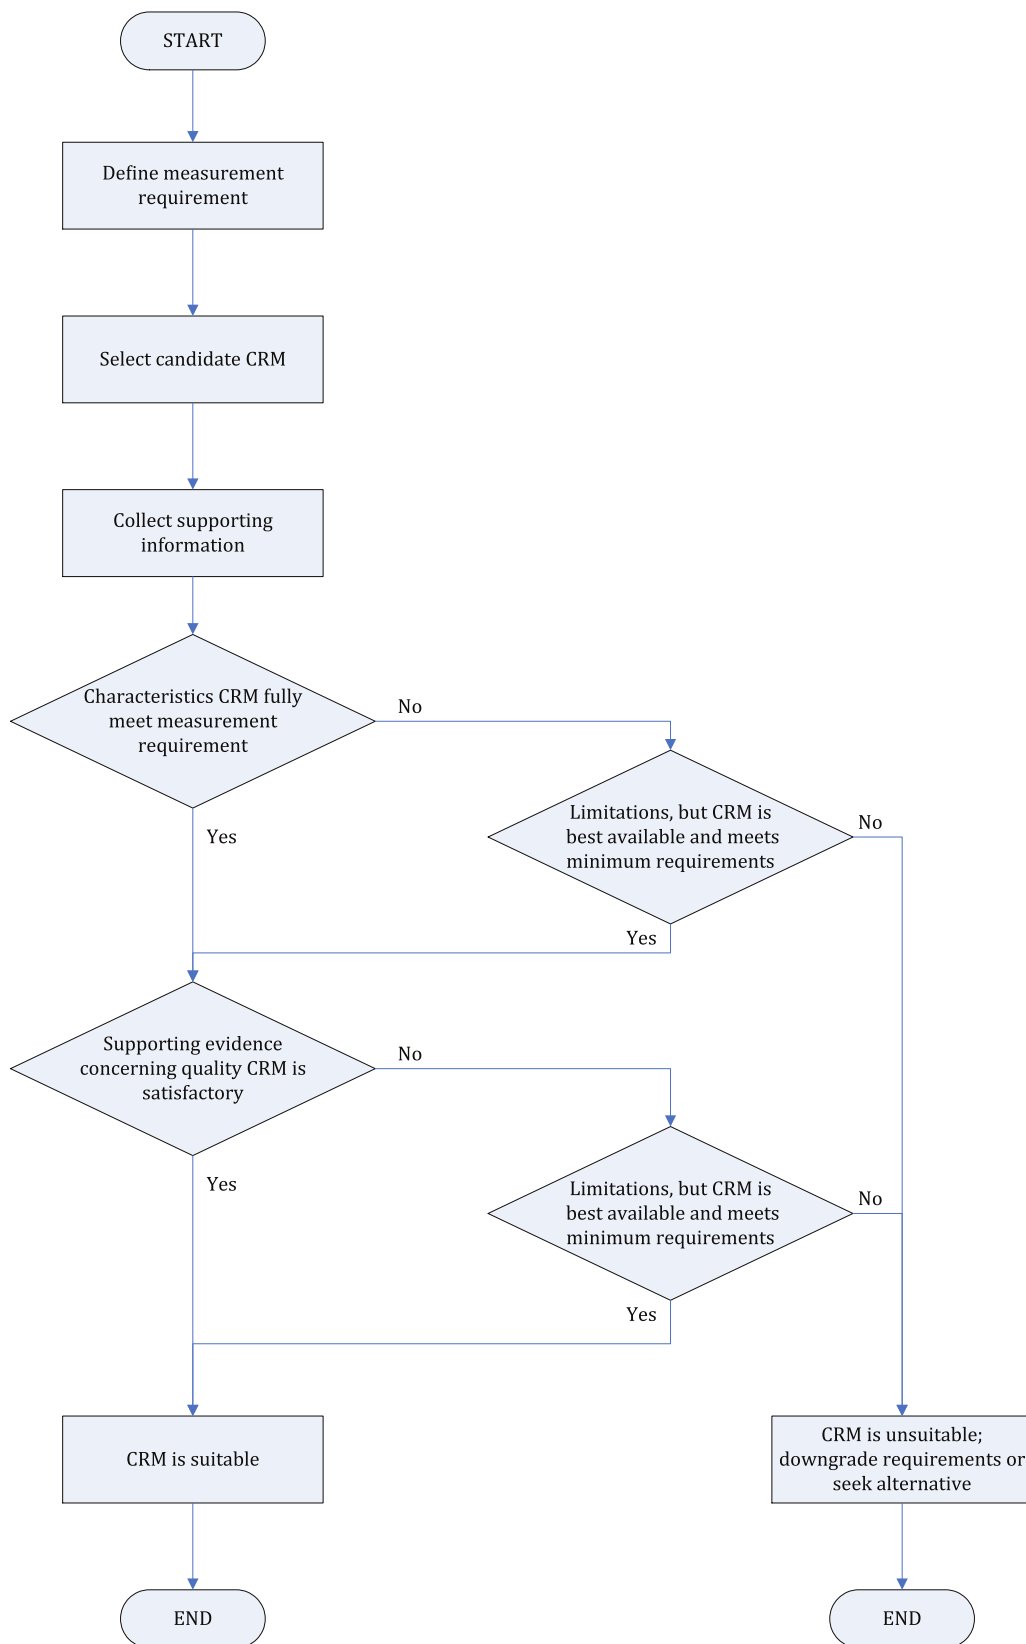 START
Define measurement
requirement
Select candidate CRM
Collect supporting
information
Characteristics CRM fully
meet measurement
requirement
No
Yes
Limitations, but CRM is
best available and meets
minimum requirements
No
Yes
Supporting evidence
concerning quality CRM is
satisfactory
No
Yes
Limitations, but CRM is
best available and meets
minimum requirements
No
Yes
CRM is suitable
CRM is unsuitable;
downgrade requirements or
seek alternative
END
END